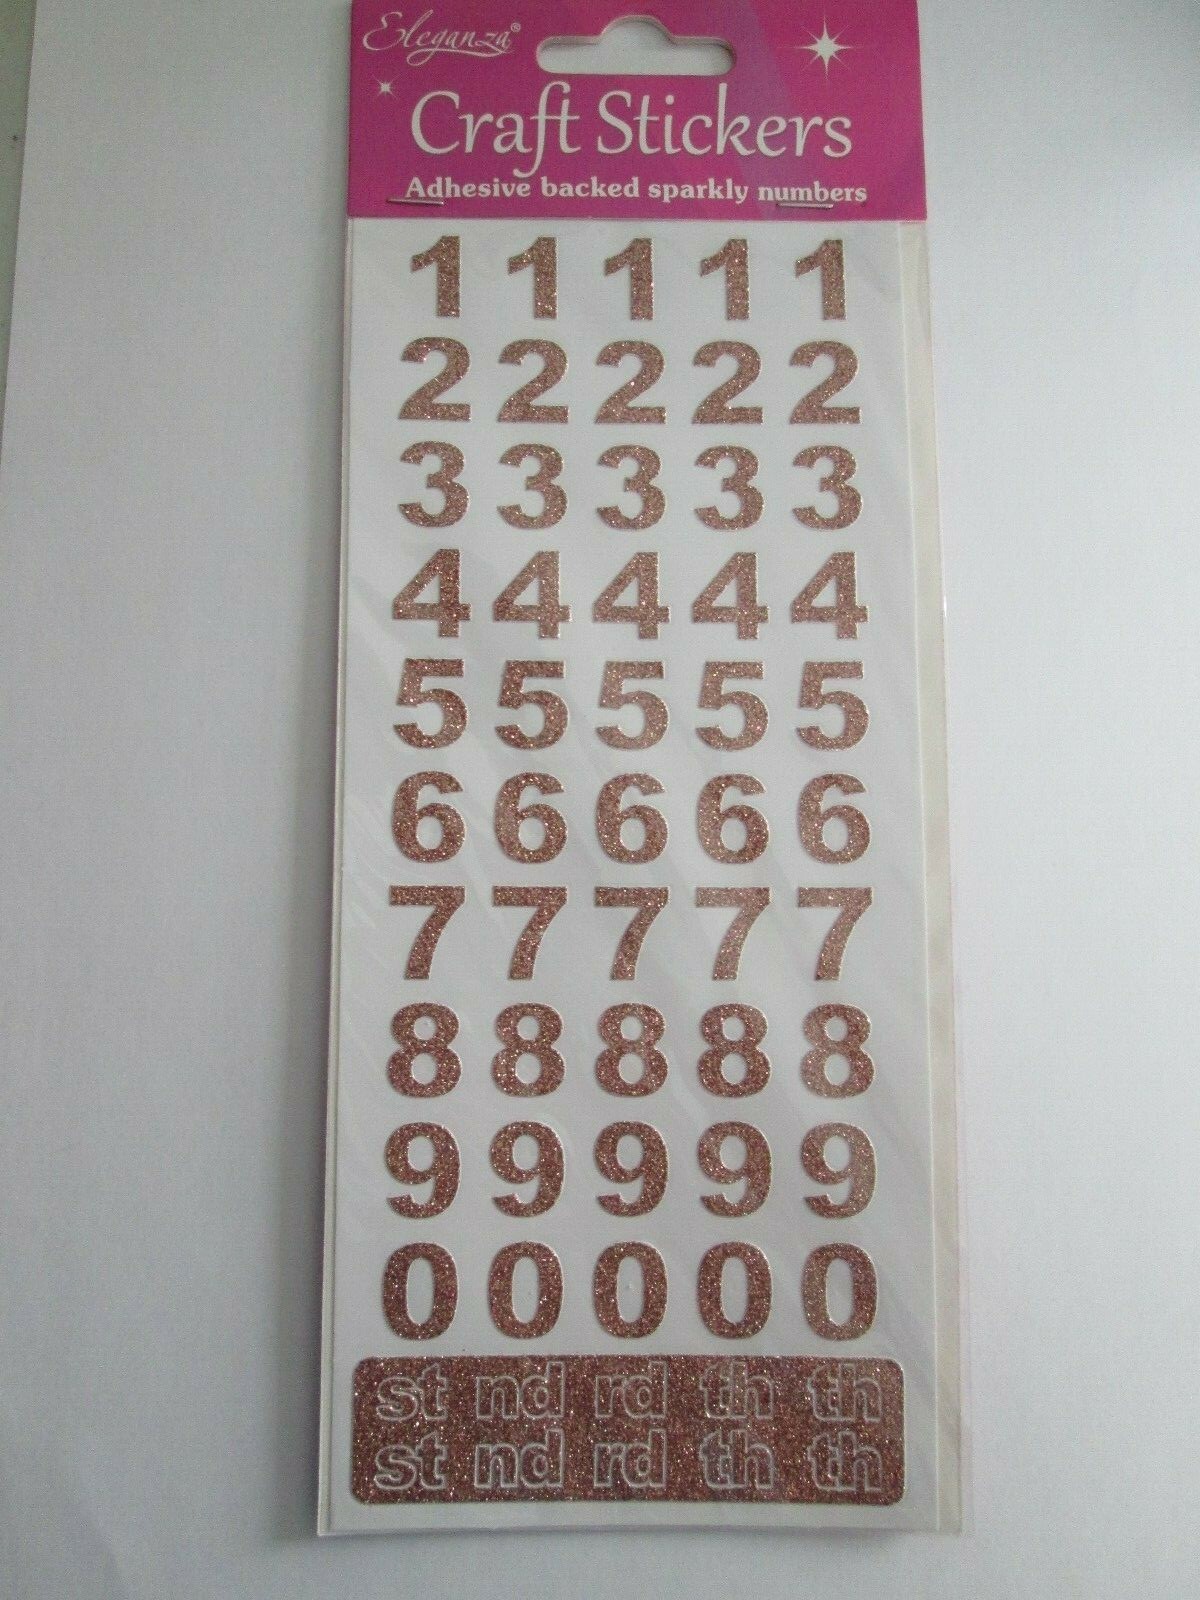 Eleganza®
Craft Stickers
Adhesive backed sparkly numbers
1 1 1 1 1
2 2 2 2 2
3 3 3 3 3
4 4 4 4 4
5 5 5 5 5
6 6 6 6 6
7 7 7 7 7
8 8 8 8 8
9 9 9 9 9
0 0 0 0 0
st nd rd th th
st nd rd th th